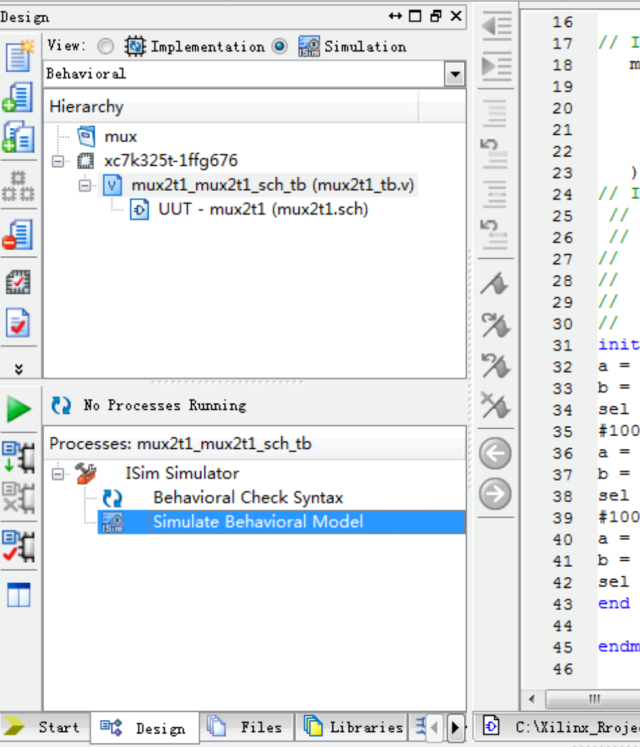 Design
View: Implementation Simulation
Behavioral
Hierarchy
mux
xc7k325t-1ffg676
mux2t1_mux2t1_sch_tb (mux2t1_tb.v)
UUT - mux2t1 (mux2t1.sch)
No Processes Running
Processes: mux2t1_mux2t1_sch_tb
ISim Simulator
Behavioral Check Syntax
Simulate Behavioral Model
Start Design Files Libraries
16
17 // I
18 m
19
20
21
22
23 )
24 // I
25 //
26 //
27 //
28 //
29 //
30 //
31 init
32 a =
33 b =
34 sel
35 #100
36 a =
37 b =
38 sel
39 #100
40 a =
41 b =
42 sel
43 end
44
45 endm
46
C:\Xilinx_Rroje